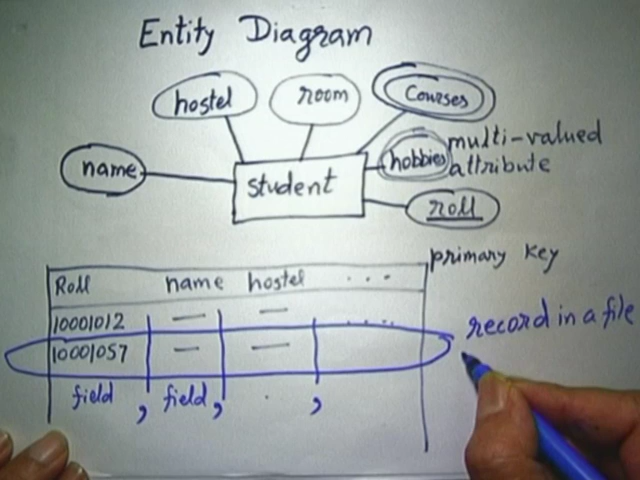 Entity Diagram
hostel
room
Courses
name
student
hobbies
multi-valued
attribute
roll
primary key
Roll name hostel ...
10001012 — — ....
10001057 — —
record in a file
field , field , . ,